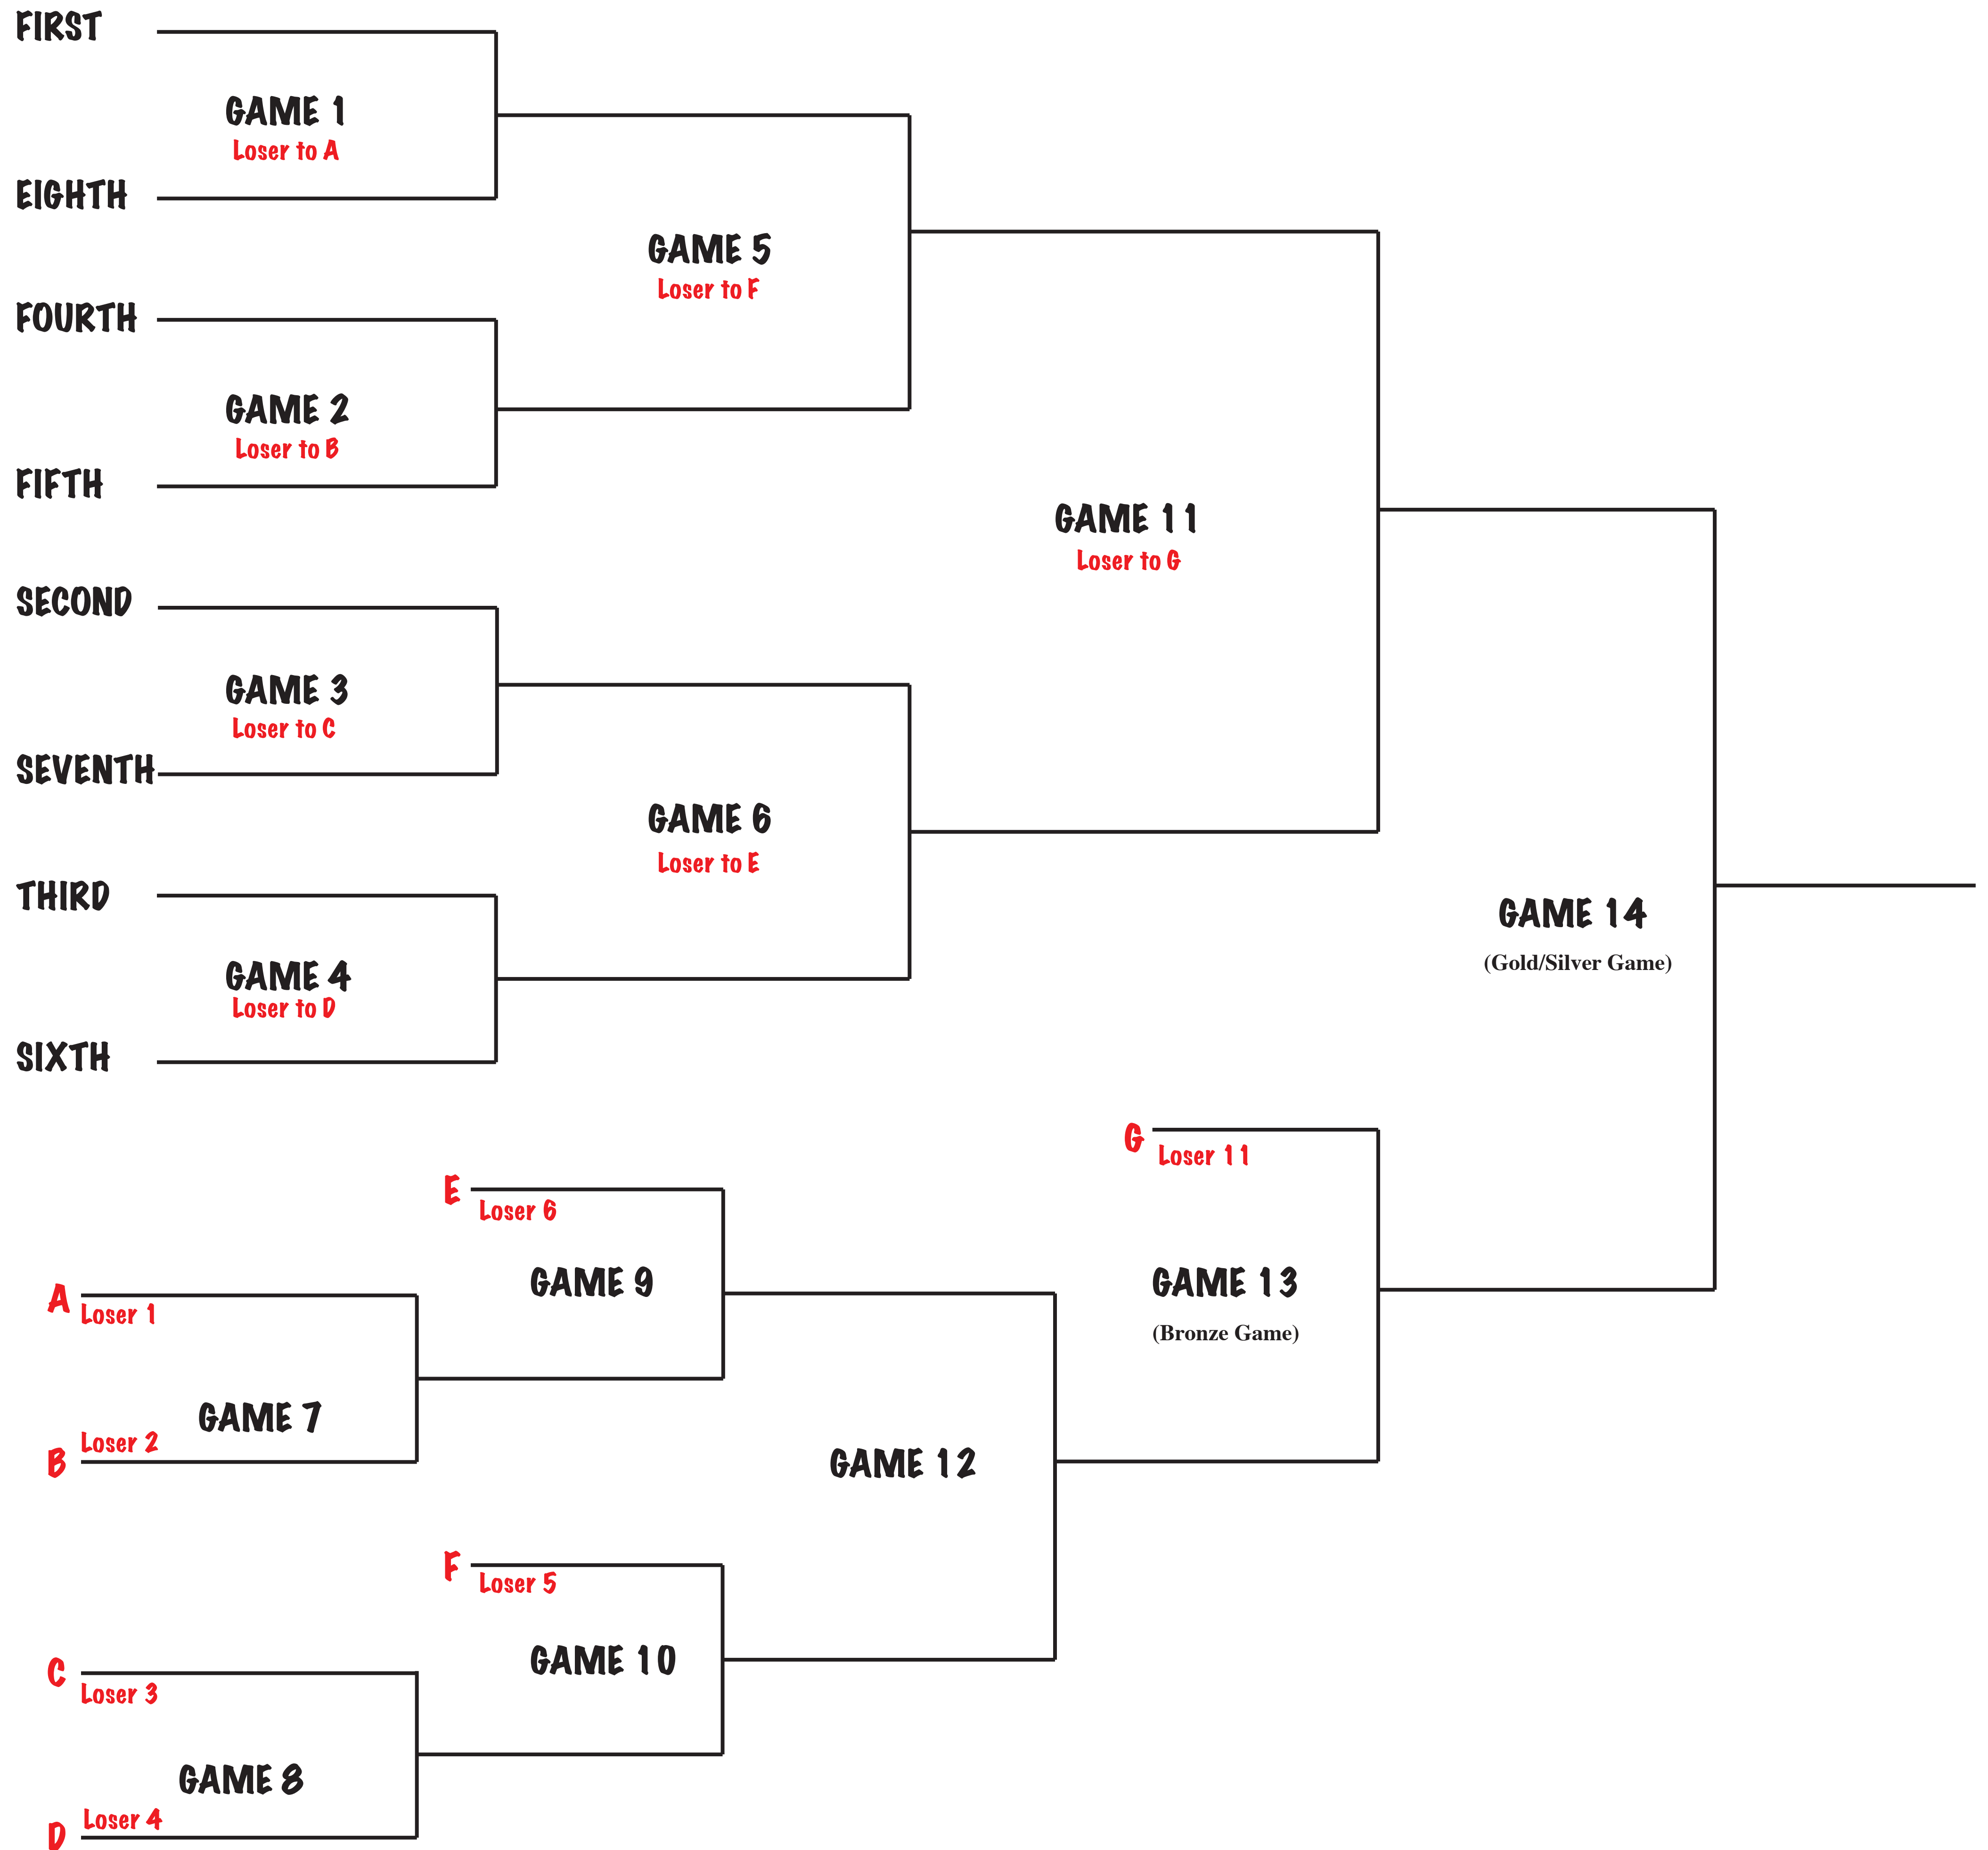 FIRST
GAME 1
Loser to A
EIGHTH
GAME 5
Loser to F
FOURTH
GAME 2
Loser to B
FIFTH
GAME 11
Loser to G
SECOND
GAME 3
Loser to C
SEVENTH
GAME 6
Loser to E
THIRD
GAME 4
Loser to D
SIXTH
GAME 14
(Gold/Silver Game)
G
Loser 11
E
Loser 6
GAME 9
GAME 13
(Bronze Game)
A
Loser 1
GAME 7
Loser 2
B
GAME 12
F
Loser 5
GAME 10
C
Loser 3
GAME 8
Loser 4
D